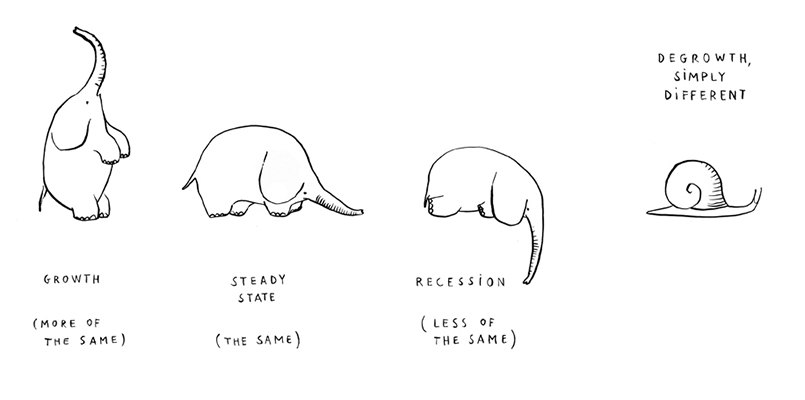 GROWTH
(MORE OF
THE SAME)
STEADY
STATE
(THE SAME)
RECESSION
(LESS OF
THE SAME)
DEGROWTH,
SIMPLY
DIFFERENT